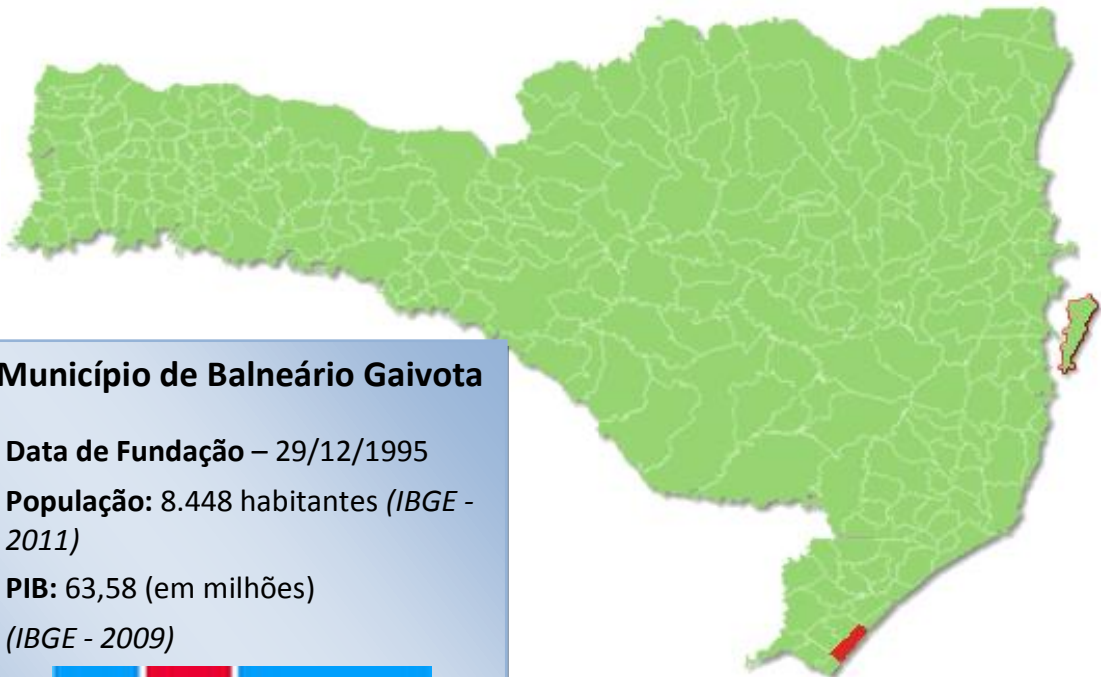 Município de Balneário Gaivota
Data de Fundação – 29/12/1995
População: 8.448 habitantes (IBGE -
2011)
PIB: 63,58 (em milhões)
(IBGE - 2009)